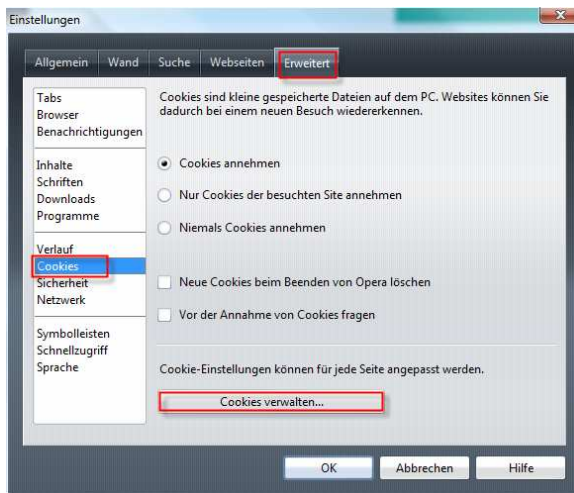 Einstellungen
Allgemein Wand Suche Webseiten Erweitert
Tabs
Browser
Benachrichtigungen
Inhalte
Schriften
Downloads
Programme
Verlauf
Cookies
Sicherheit
Netzwerk
Symbolleisten
Schnellzugriff
Sprache
Cookies sind kleine gespeicherte Dateien auf dem PC. Websites können Sie
dadurch bei einem neuen Besuch wiedererkennen.
Cookies annehmen
Nur Cookies der besuchten Site annehmen
Niemals Cookies annehmen
Neue Cookies beim Beenden von Opera löschen
Vor der Annahme von Cookies fragen
Cookie-Einstellungen können für jede Seite angepasst werden.
Cookies verwalten...
OK Abbrechen Hilfe